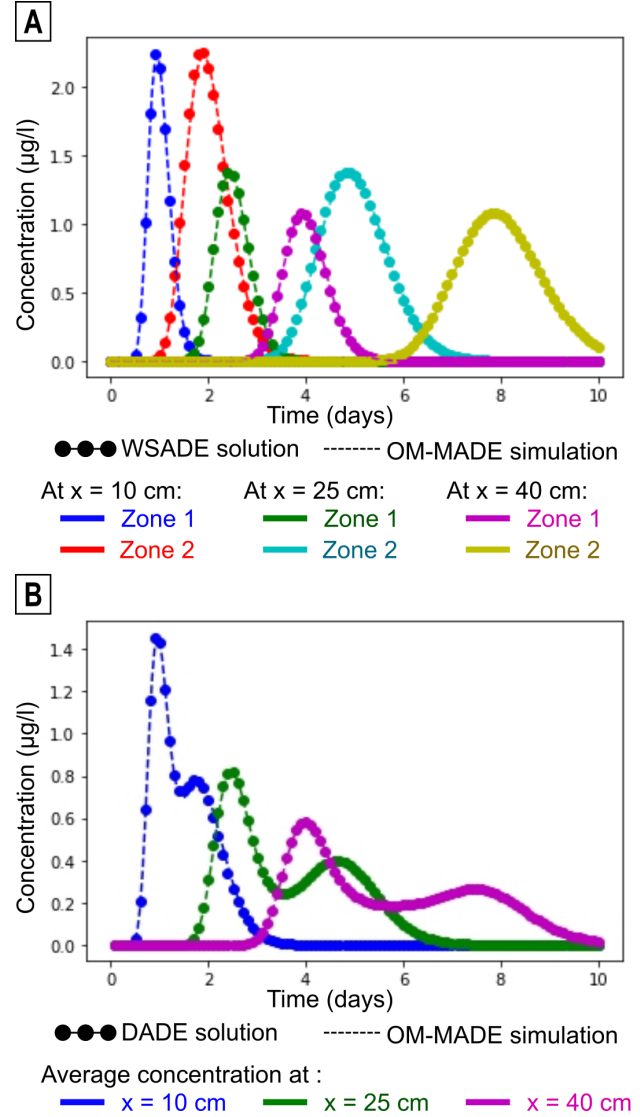 A
Concentration (µg/l)
2.0
1.5
1.0
0.5
0.0
0 2 4 6 8 10
Time (days)
WSADE solution OM-MADE simulation
At x = 10 cm: At x = 25 cm: At x = 40 cm:
Zone 1 Zone 1 Zone 1
Zone 2 Zone 2 Zone 2
B
Concentration (µg/l)
1.4
1.2
1.0
0.8
0.6
0.4
0.2
0.0
0 2 4 6 8 10
Time (days)
DADE solution OM-MADE simulation
Average concentration at :
x = 10 cm x = 25 cm x = 40 cm